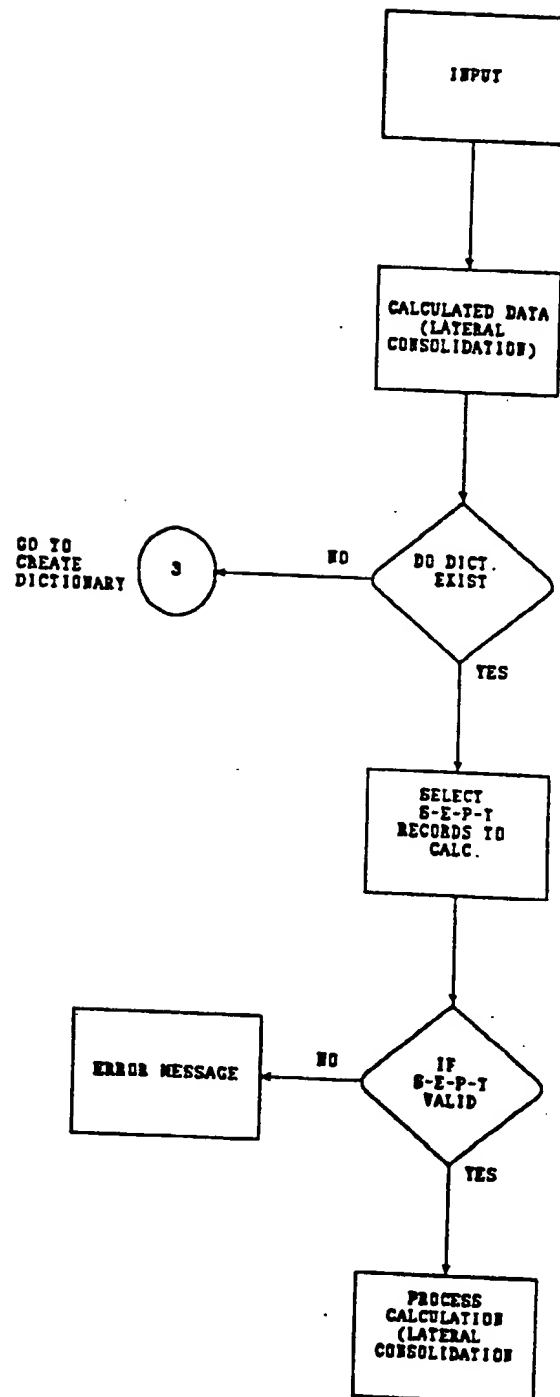 INPUT
CALCULATED DATA
(LATERAL
CONSOLIDATION)
GO TO
CREATE
DICTIONARY
3
NO
DO DICT.
EXIST
YES
SELECT
S-E-P-T
RECORDS TO
CALC.
ERROR MESSAGE
NO
IF
S-E-P-T
VALID
YES
PROCESS
CALCULATION
(LATERAL
CONSOLIDATION